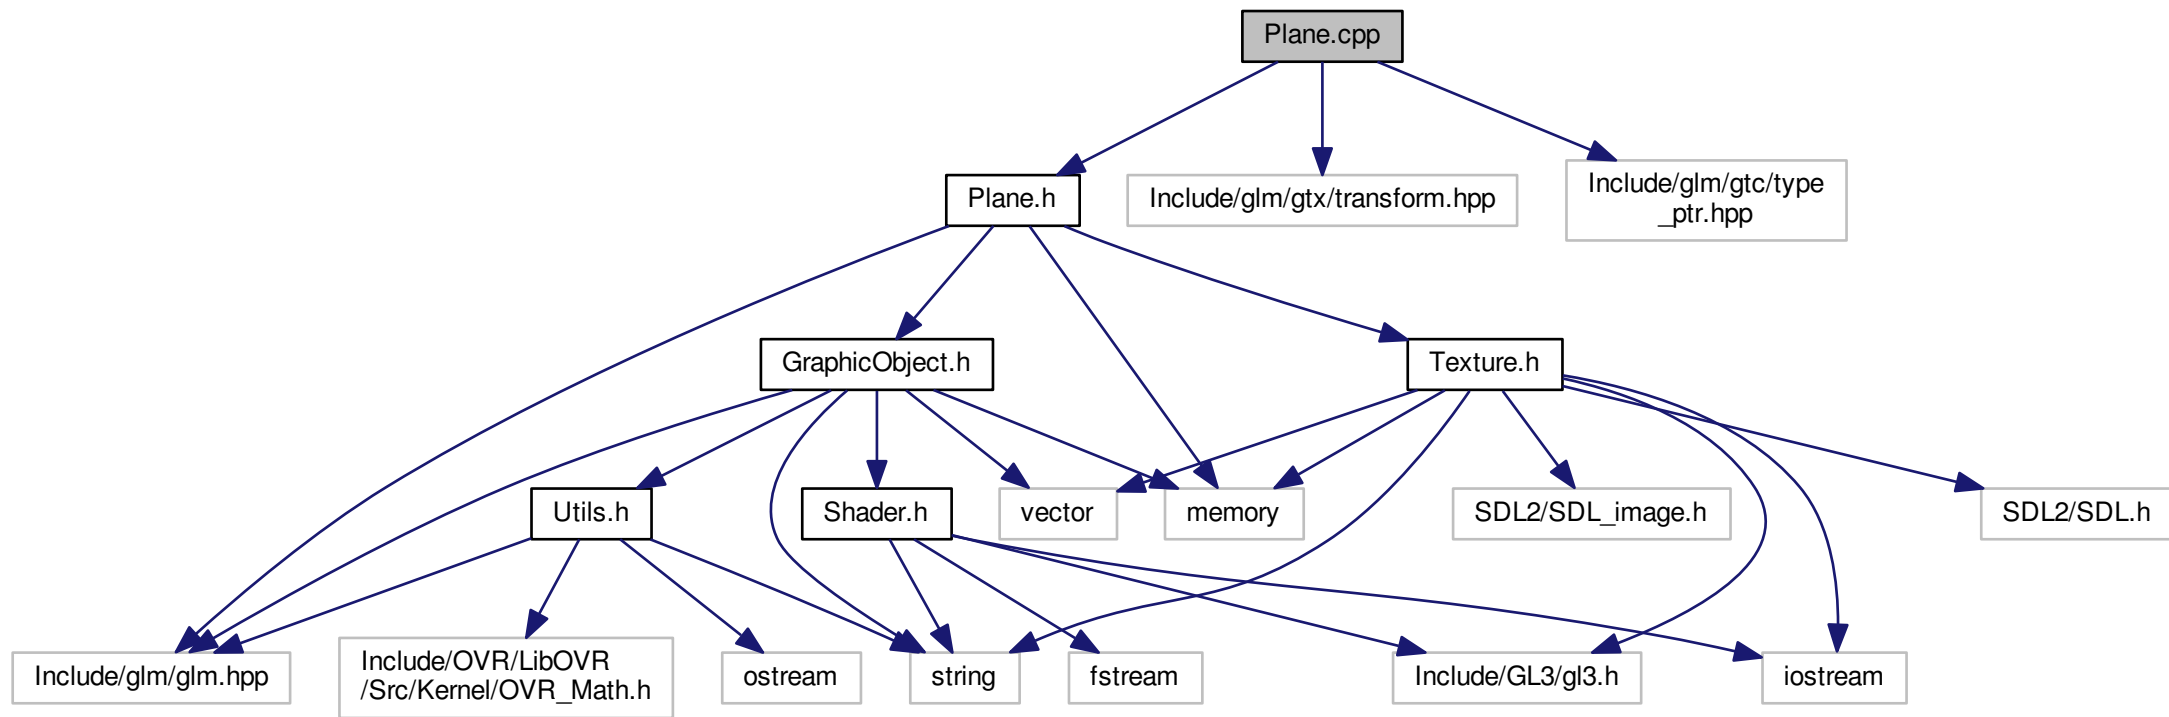 Plane.cpp
Plane.h
Include/glm/gtx/transform.hpp
Include/glm/gtc/type
_ptr.hpp
GraphicObject.h
Texture.h
Utils.h
Shader.h
vector
memory
SDL2/SDL_image.h
SDL2/SDL.h
Include/glm/glm.hpp
Include/OVR/LibOVR
/Src/Kernel/OVR_Math.h
ostream
string
fstream
Include/GL3/gl3.h
iostream